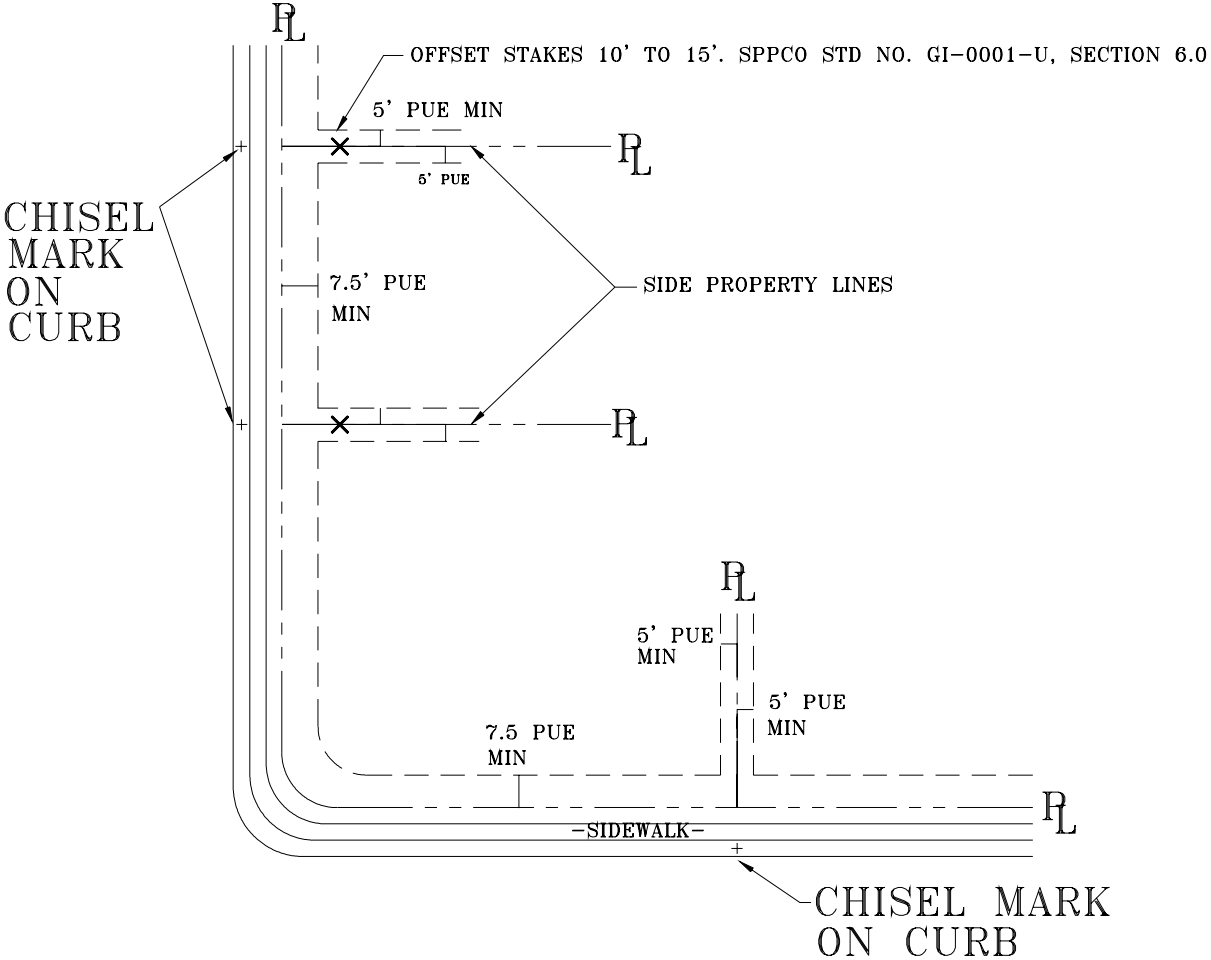 PL
OFFSET STAKES 10' TO 15'. SPPCO STD NO. GI-0001-U, SECTION 6.0
5' PUE MIN
PL
5' PUE
CHISEL
MARK
ON
CURB
7.5' PUE
MIN
SIDE PROPERTY LINES
PL
PL
5' PUE
MIN
5' PUE
MIN
7.5 PUE
MIN
PL
-SIDEWALK-
CHISEL MARK
ON CURB